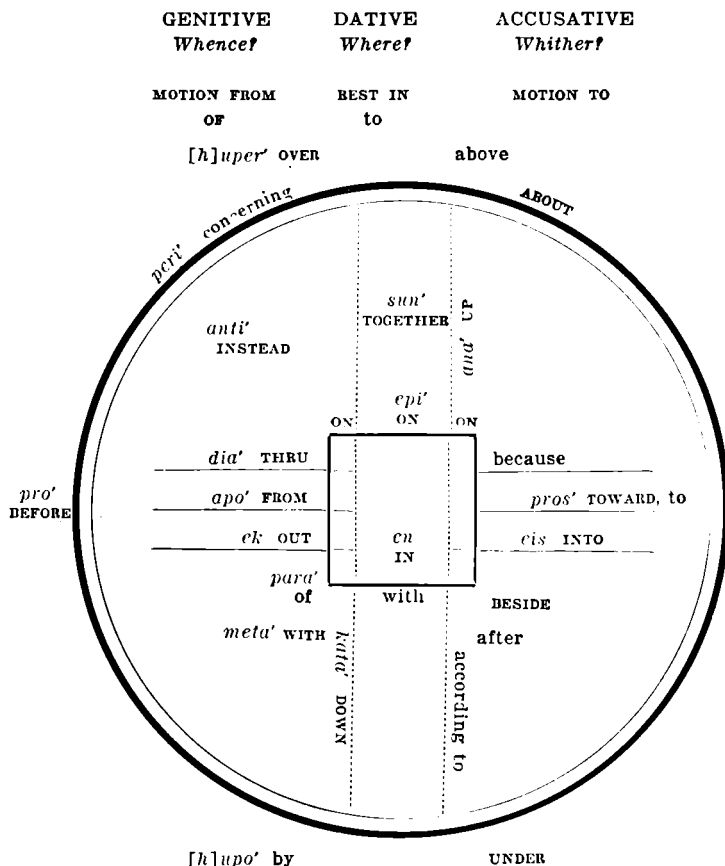 GENITIVE DATIVE ACCUSATIVE
Whence? Where? Whither?
MOTION FROM REST IN MOTION TO
OF to
[h]uper' OVER above
peri' concerning ABOUT
sun'
TOGETHER
ana' UP
anti'
INSTEAD
epi'
ON ON ON
dia' THRU because
pro'
BEFORE
apo' FROM pros' TOWARD, to
ek OUT en eis INTO
IN
para'
of with BESIDE
meta' WITH after
kata' DOWN
according to
[h]upo' by UNDER